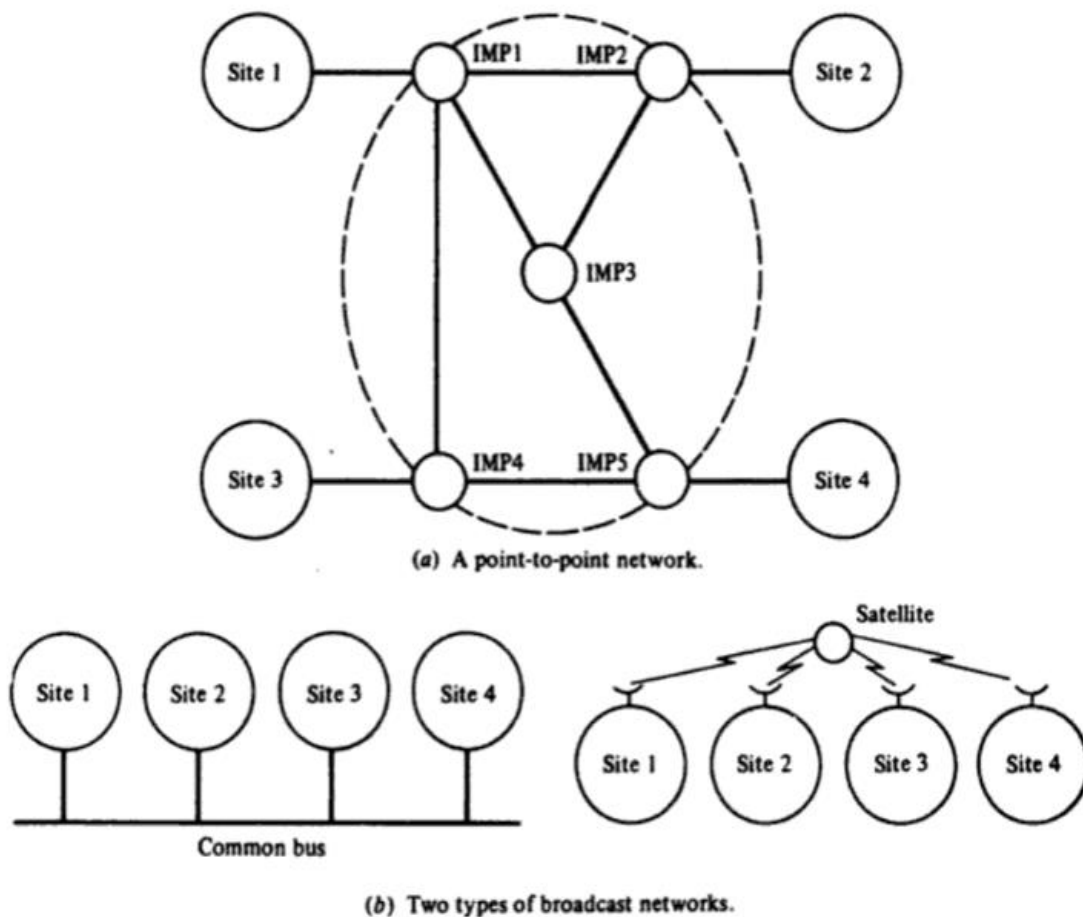 IMP1 IMP2
Site 1 Site 2
IMP3
IMP4 IMP5
Site 3 Site 4
(a) A point-to-point network.
Satellite
Site 1 Site 2 Site 3 Site 4
Site 1 Site 2 Site 3 Site 4
Common bus
(b) Two types of broadcast networks.